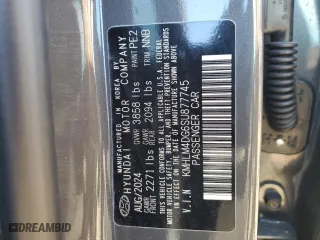 MANUFACTURED IN KOREA BY
HYUNDAI MOTOR COMPANY
PAINT PE2
TRIM NNB
AUG/2024 GVWR 3858 lbs
GAWR FRONT 2271 lbs GAWR REAR 2094 lbs
THIS VEHICLE CONFORMS TO ALL APPLICABLE U.S. FEDERAL
MOTOR VEHICLE SAFETY, BUMPER, AND THEFT PREVENTION
STANDARDS IN EFFECT ON THE DATE OF MANUFACTURE
SHOWN ABOVE.
V.I.N KMHLM4DG6SU877745
PASSENGER CAR
DREAMBID